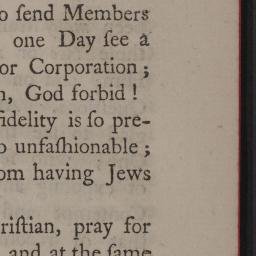 o ſend Members
one Day ſee a
or Corporation;
n, God forbid!
fidelity is ſo pre-
o unfaſhionable;
om having Jews
riſtian, pray for
and at the ſame